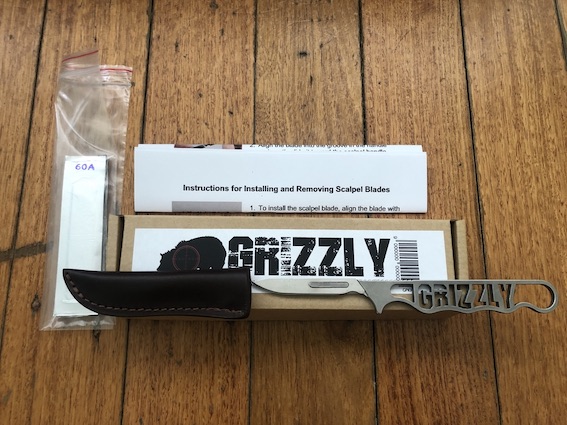 2. Align the blade into the groove in the handle
Instructions for Installing and Removing Scalpel Blades
1. To install the scalpel blade, align the blade with
60A
GRIZZLY
GRIZZLY